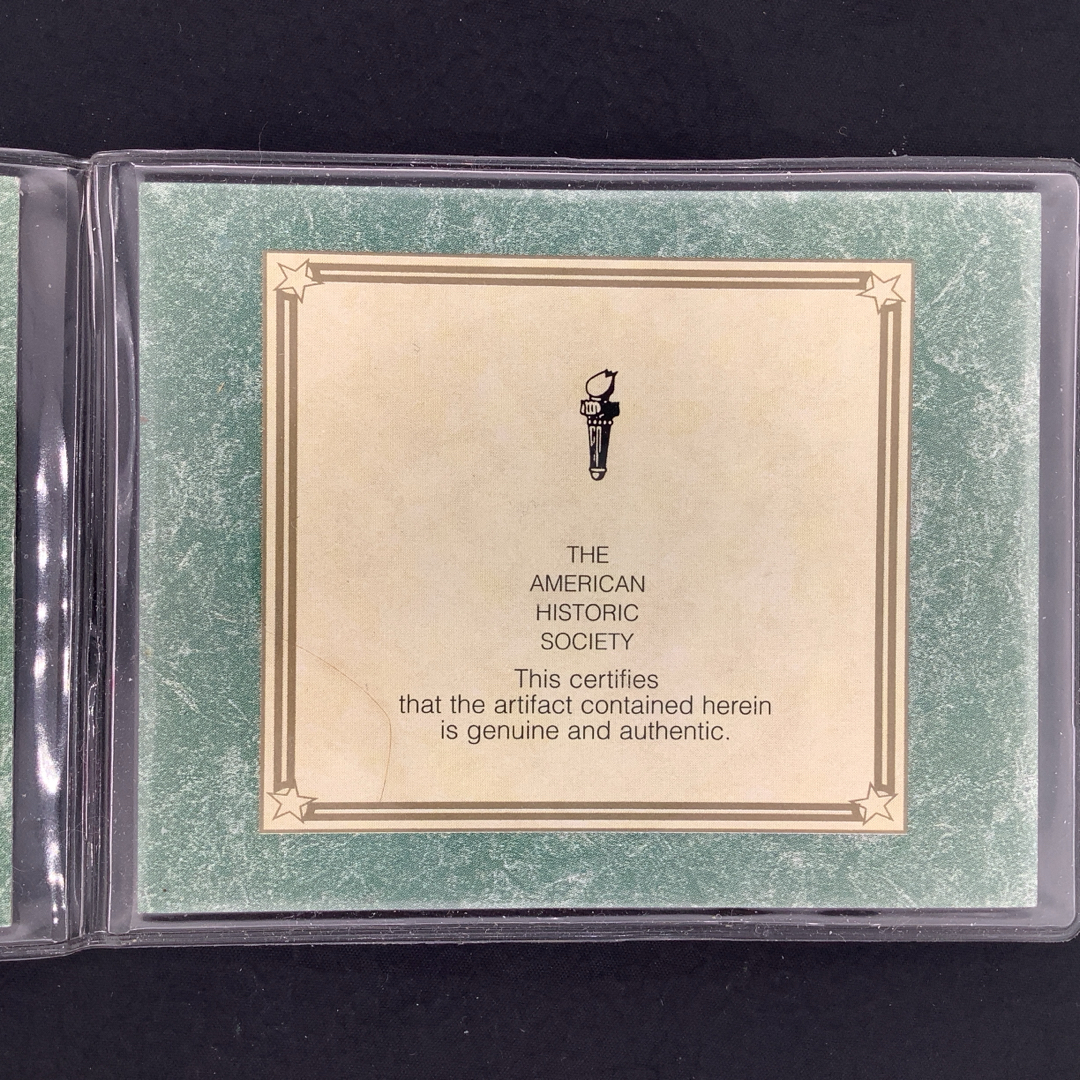 THE
AMERICAN
HISTORIC
SOCIETY
This certifies
that the artifact contained herein
is genuine and authentic.